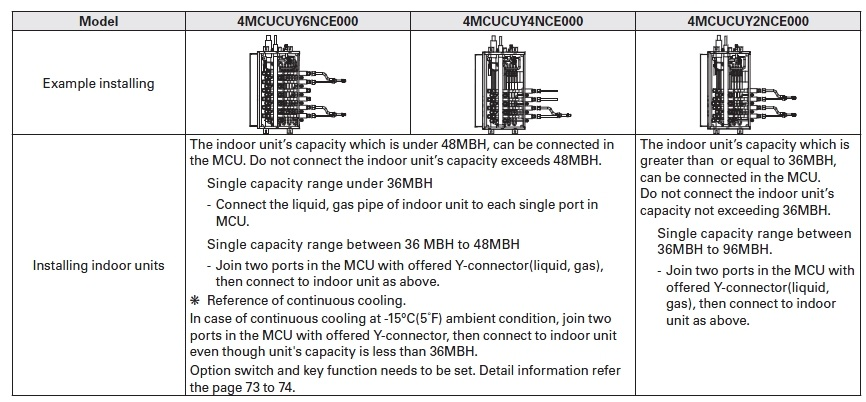 Model
4MCUCUY6NCE000
4MCUCUY4NCE000
4MCUCUY2NCE000
Example installing
Installing indoor units
The indoor unit's capacity which is under 48MBH, can be connected in
the MCU. Do not connect the indoor unit's capacity exceeds 48MBH.
Single capacity range under 36MBH
- Connect the liquid, gas pipe of indoor unit to each single port in
MCU.
Single capacity range between 36 MBH to 48MBH
- Join two ports in the MCU with offered Y-connector(liquid, gas),
then connect to indoor unit as above.
❋ Reference of continuous cooling.
In case of continuous cooling at -15°C(5˚F) ambient condition, join two
ports in the MCU with offered Y-connector, then connect to indoor unit
even though unit's capacity is less than 36MBH.
Option switch and key function needs to be set. Detail information refer
the page 73 to 74.
The indoor unit's capacity which is
greater than or equal to 36MBH,
can be connected in the MCU.
Do not connect the indoor unit's
capacity not exceeding 36MBH.
Single capacity range between
36MBH to 96MBH.
- Join two ports in the MCU with
offered Y-connector(liquid,
gas), then connect to indoor
unit as above.